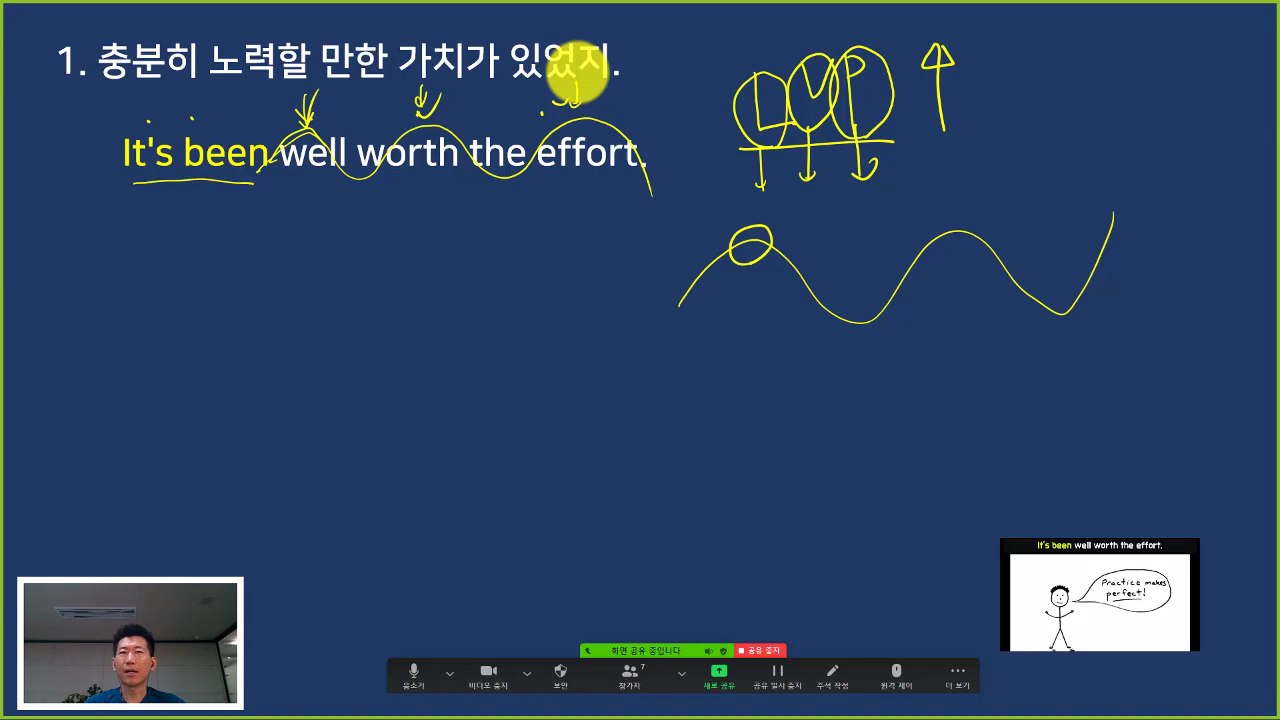 1. 충분히 노력할 만한 가치가 있었지.
It's been well worth the effort.
L U P
It's been well worth the effort.
Practice makes
perfect!
화면 공유 중입니다 공유 중지
7
음소거 비디오 중지 보안 참가자 새로 공유 공유 일시 중지 주석 작성 원격 제어 더 보기